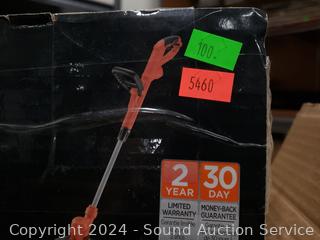 100.
5460
2
YEAR
LIMITED
WARRANTY
30
DAY
MONEY-BACK
GUARANTEE
Copyright 2024 - Sound Auction Service